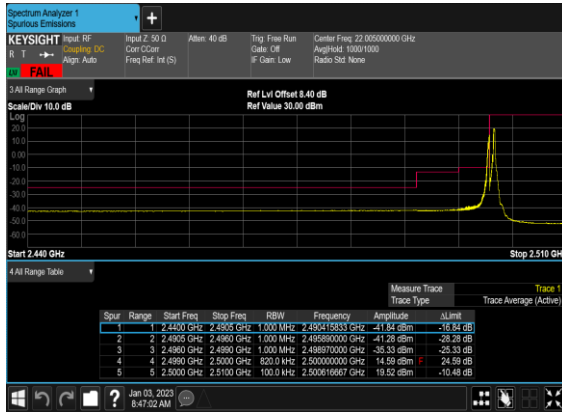 Spectrum Analyzer 1
Spurious Emissions
KEYSIGHT Input: RF Input Z: 50 Ω Atten: 40 dB Trig: Free Run Center Freq: 22.005000000 GHz
R T Coupling: DC Corr CCorr Gate: Off Avg|Hold: 1000/1000
Align: Auto Freq Ref: Int (S) IF Gain: Low Radio Std: None
FAIL
3 All Range Graph
Scale/Div 10.0 dB Ref Lvl Offset 8.40 dB
Ref Value 30.00 dBm
Log
20.0
10.0
0.00
-10.0
-20.0
-30.0
-40.0
-50.0
-60.0
Start 2.440 GHz Stop 2.510 GH
4 All Range Table
Measure Trace Trace 1
Trace Type Trace Average (Active)
Spur Range Start Freq Stop Freq RBW Frequency Amplitude ΔLimit
1 1 2.4400 GHz 2.4905 GHz 1.000 MHz 2.490415833 GHz -41.84 dBm -16.84 dB
2 2 2.4905 GHz 2.4960 GHz 1.000 MHz 2.495890000 GHz -41.28 dBm -28.28 dB
3 3 2.4960 GHz 2.4990 GHz 1.000 MHz 2.498970000 GHz -35.33 dBm -25.33 dB
4 4 2.4990 GHz 2.5000 GHz 820.0 kHz 2.500000000 GHz 14.59 dBm F 24.59 dB
5 5 2.5000 GHz 2.5100 GHz 100.0 kHz 2.500616667 GHz 19.52 dBm -10.48 dB
? Jan 03, 2023
8:47:02 AM